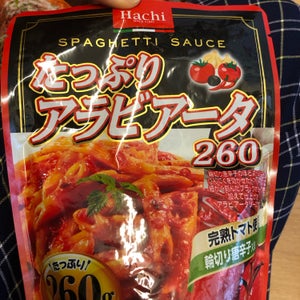 Hachi
SPAGHETTI SAUCE
たっぷり
アラビアータ
260
完熟トマト使
輪切り唐辛子入
たっぷり!
260g